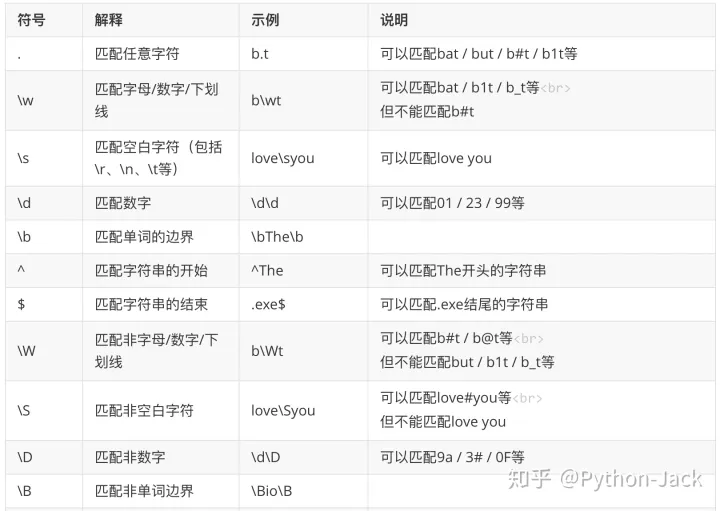 符号 解释 示例 说明
. 匹配任意字符 b.t 可以匹配bat / but / b#t / b1t等
\w 匹配字母/数字/下划线 b\wt 可以匹配bat / b1t / b_t等<br>
但不能匹配b#t
\s 匹配空白字符（包括\r、\n、\t等） love\syou 可以匹配love you
\d 匹配数字 \d\d 可以匹配01 / 23 / 99等
\b 匹配单词的边界 \bThe\b
^ 匹配字符串的开始 ^The 可以匹配The开头的字符串
$ 匹配字符串的结束 .exe$ 可以匹配.exe结尾的字符串
\W 匹配非字母/数字/下划线 b\Wt 可以匹配b#t / b@t等<br>
但不能匹配but / b1t / b_t等
\S 匹配非空白字符 love\Syou 可以匹配love#you等<br>
但不能匹配love you
\D 匹配非数字 \d\D 可以匹配9a / 3# / 0F等
\B 匹配非单词边界 \Bio\B
知乎 @Python-Jack